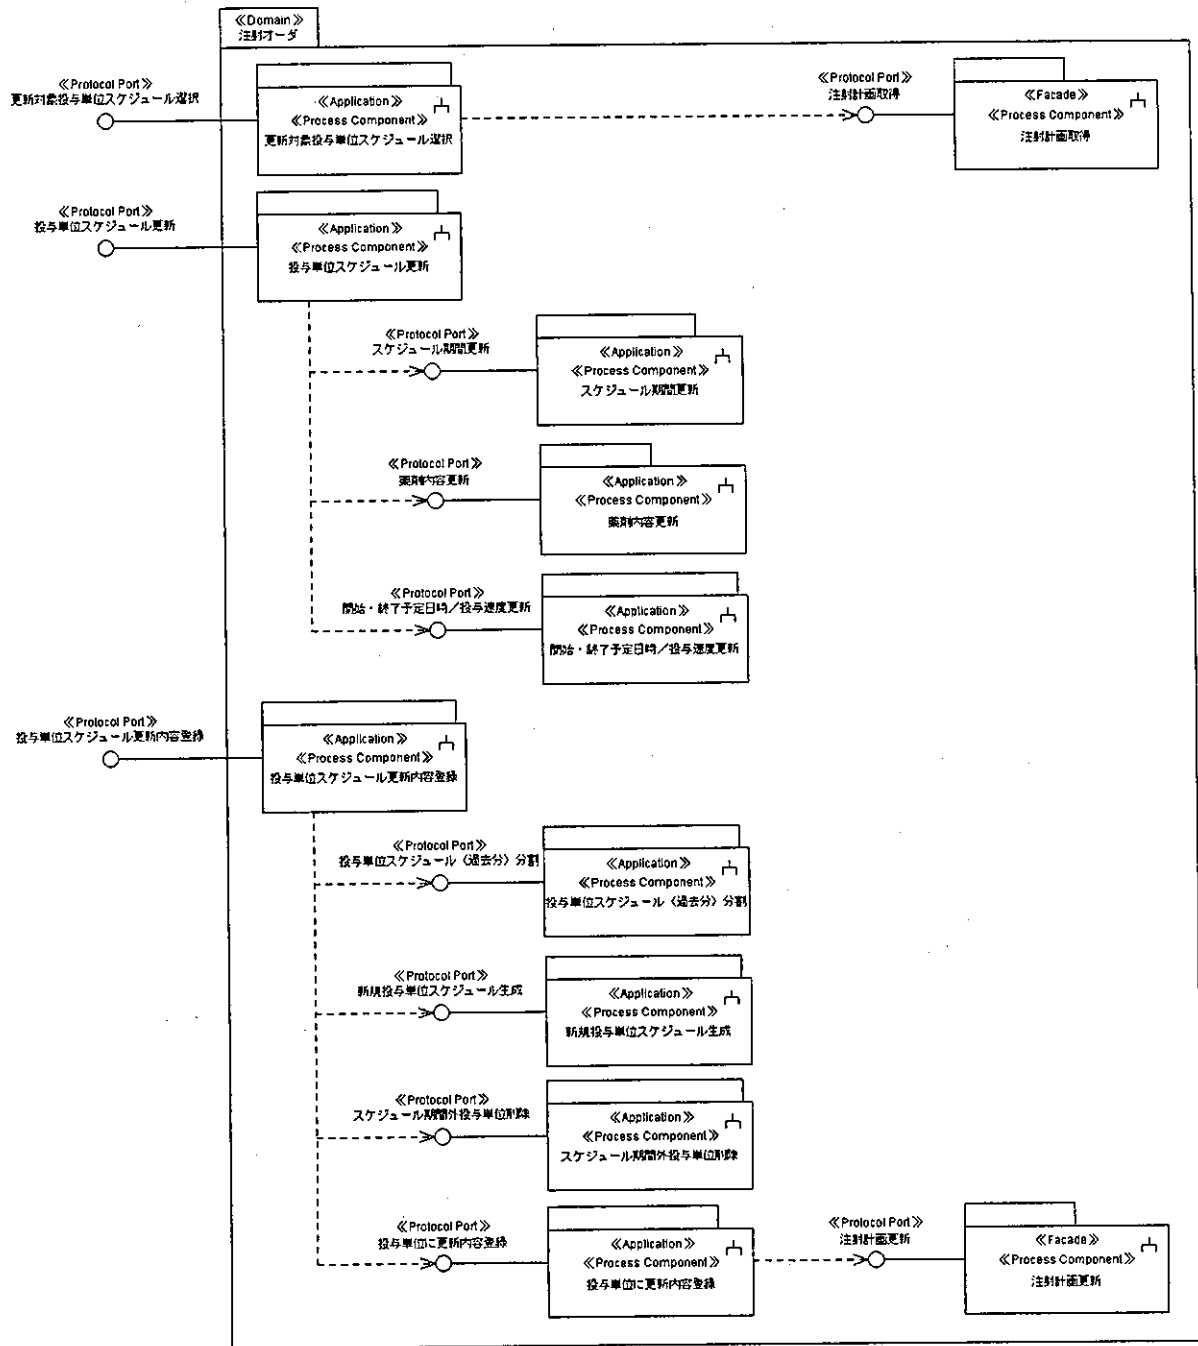 ≪Domain≫
注射オーダ
≪Protocol Port≫
更新対象投与単位スケジュール選択
≪Application≫
≪Process Component≫
更新対象投与単位スケジュール選択
≪Protocol Port≫
注射計画取得
≪Facade≫
≪Process Component≫
注射計画取得
≪Protocol Port≫
投与単位スケジュール更新
≪Application≫
≪Process Component≫
投与単位スケジュール更新
≪Protocol Port≫
スケジュール期間更新
≪Application≫
≪Process Component≫
スケジュール期間更新
≪Protocol Port≫
薬剤内容更新
≪Application≫
≪Process Component≫
薬剤内容更新
≪Protocol Port≫
開始・終了予定日時／投与速度更新
≪Application≫
≪Process Component≫
開始・終了予定日時／投与速度更新
≪Protocol Port≫
投与単位スケジュール更新内容登録
≪Application≫
≪Process Component≫
投与単位スケジュール更新内容登録
≪Protocol Port≫
投与単位スケジュール（過去分）分割
≪Application≫
≪Process Component≫
投与単位スケジュール（過去分）分割
≪Protocol Port≫
新規投与単位スケジュール生成
≪Application≫
≪Process Component≫
新規投与単位スケジュール生成
≪Protocol Port≫
スケジュール期間外投与単位削除
≪Application≫
≪Process Component≫
スケジュール期間外投与単位削除
≪Protocol Port≫
投与単位に更新内容登録
≪Application≫
≪Process Component≫
投与単位に更新内容登録
≪Protocol Port≫
注射計画更新
≪Facade≫
≪Process Component≫
注射計画更新